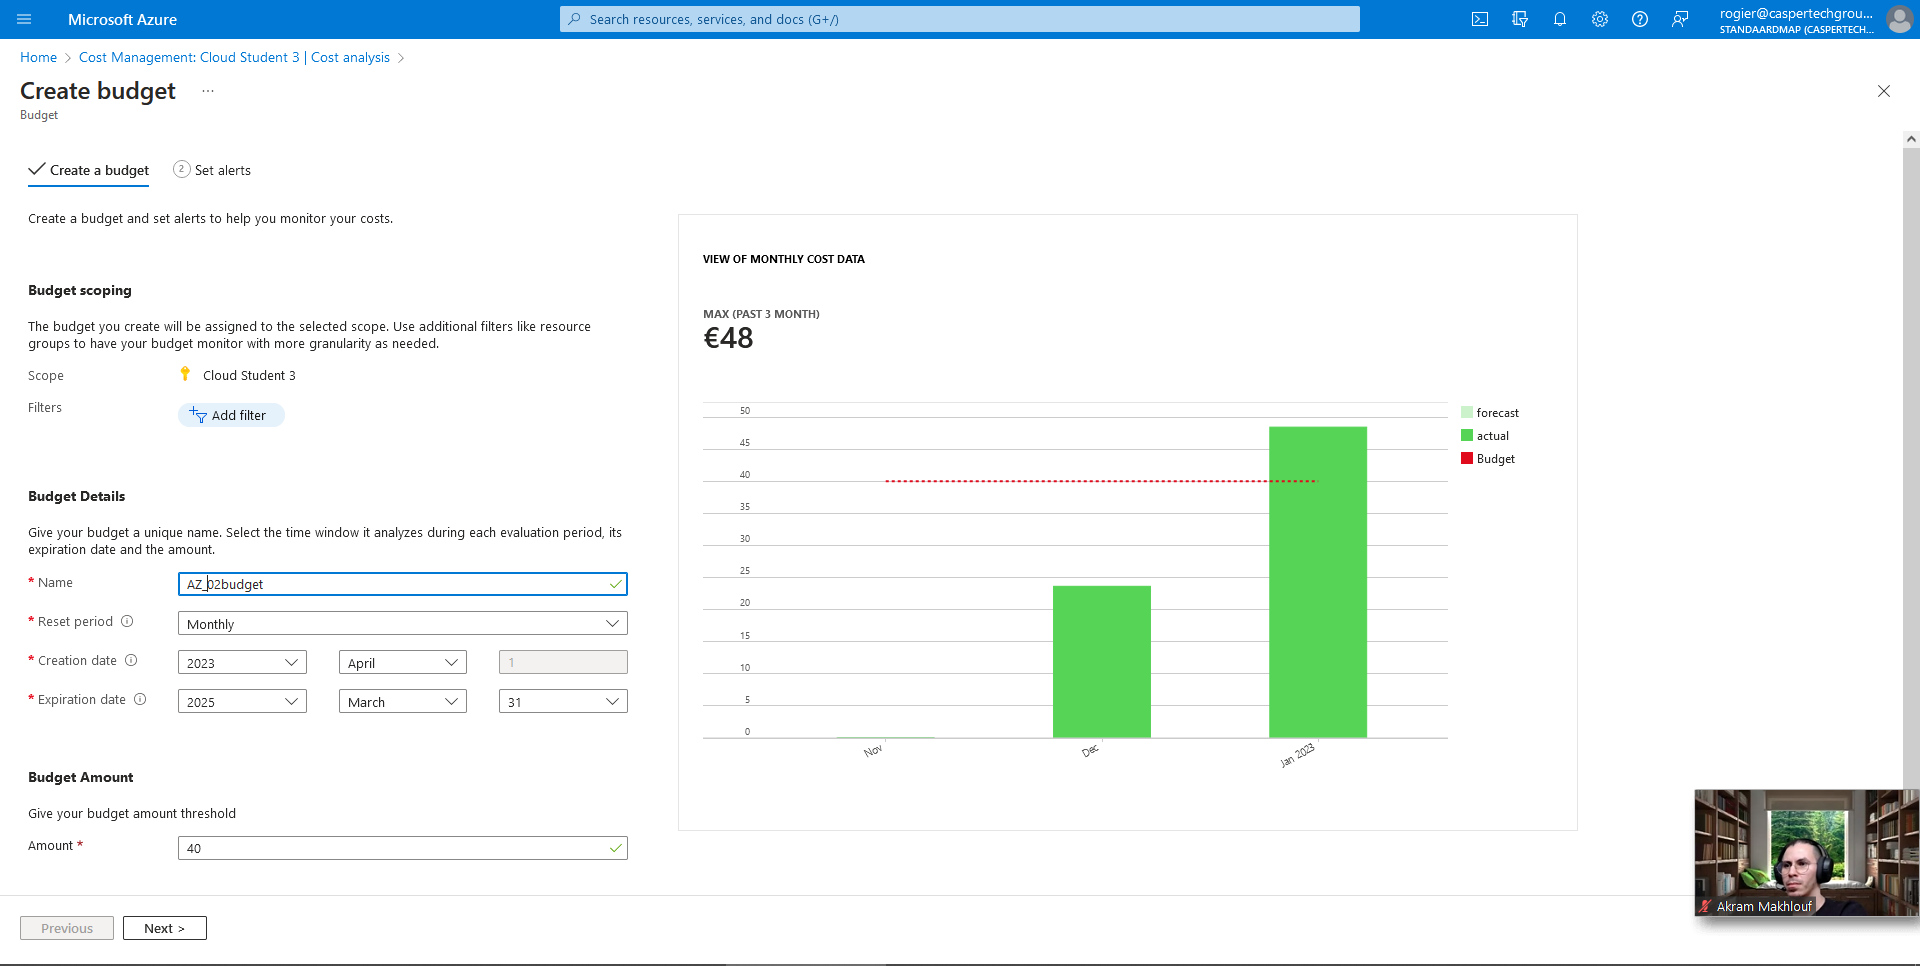 Microsoft Azure
Search resources, services, and docs (G+/)
rogier@caspertechgrou...
STANDAARDMAP (CASPERTECH...
Home > Cost Management: Cloud Student 3 | Cost analysis >
Create budget ...
Budget
Create a budget
2 Set alerts
Create a budget and set alerts to help you monitor your costs.
Budget scoping
The budget you create will be assigned to the selected scope. Use additional filters like resource
groups to have your budget monitor with more granularity as needed.
Scope Cloud Student 3
Filters
Add filter
Budget Details
Give your budget a unique name. Select the time window it analyzes during each evaluation period, its
expiration date and the amount.
* Name AZ_02budget
* Reset period Monthly
* Creation date 2023 April 1
* Expiration date 2025 March 31
Budget Amount
Give your budget amount threshold
Amount * 40
Previous
Next >
VIEW OF MONTHLY COST DATA
MAX (PAST 3 MONTH)
€48
50
45
40
35
30
25
20
15
10
5
0
Nov
Dec
Jan 2023
forecast
actual
Budget
Akram Makhlouf